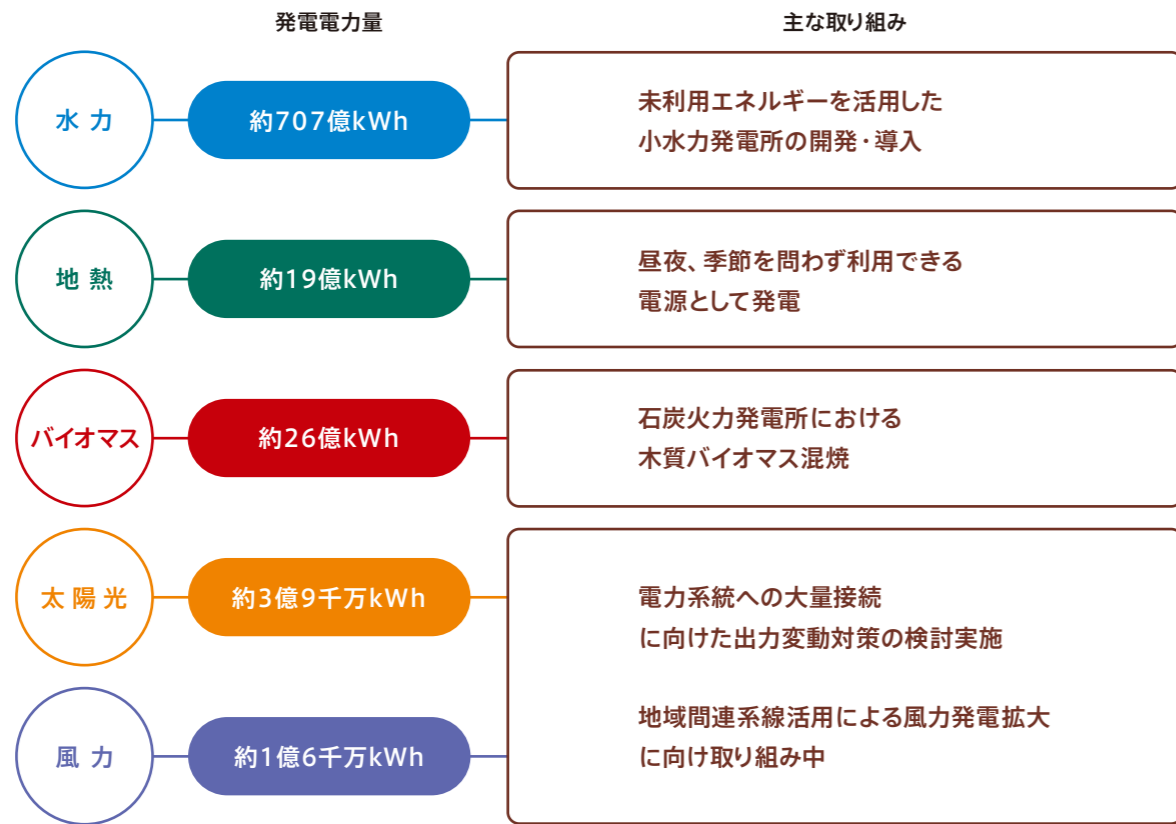 発電電力量
主な取り組み
水力
約707億kWh
未利用エネルギーを活用した
小水力発電所の開発・導入
地熱
約19億kWh
昼夜、季節を問わず利用できる
電源として発電
バイオマス
約26億kWh
石炭火力発電所における
木質バイオマス混焼
太陽光
約3億9千万kWh
電力系統への大量接続
に向けた出力変動対策の検討実施
風力
約1億6千万kWh
地域間連系線活用による風力発電拡大
に向け取り組み中